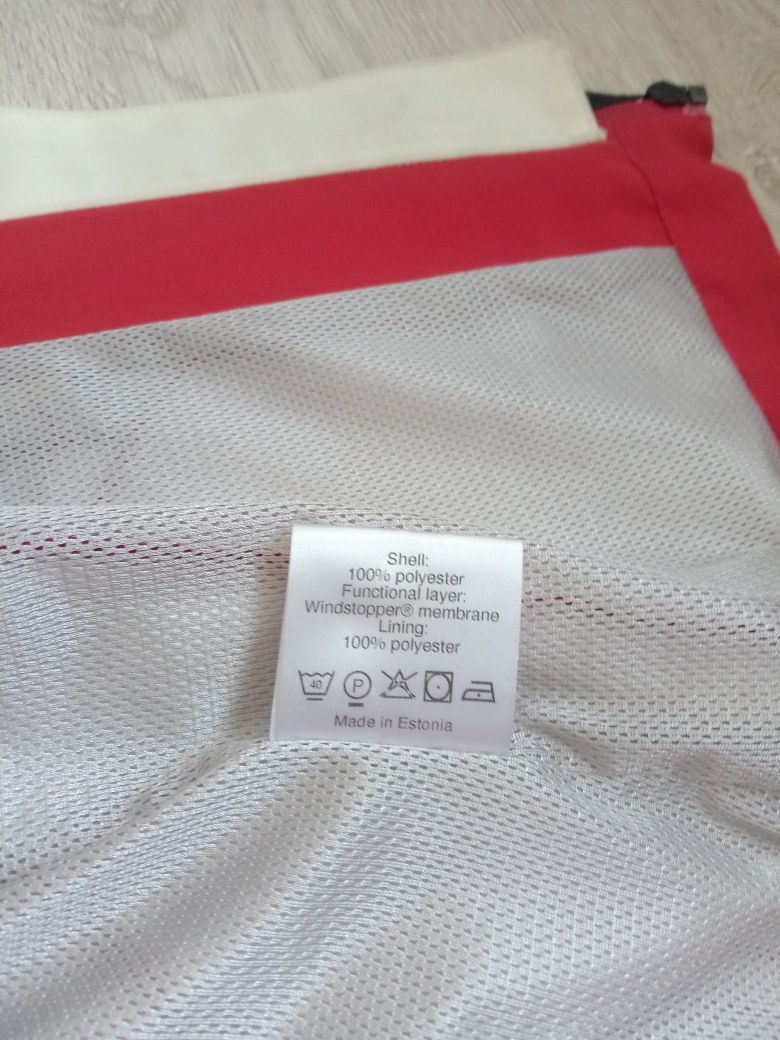 Shell:
100% polyester
Functional layer:
Windstopper® membrane
Lining:
100% polyester
40 P
Made in Estonia